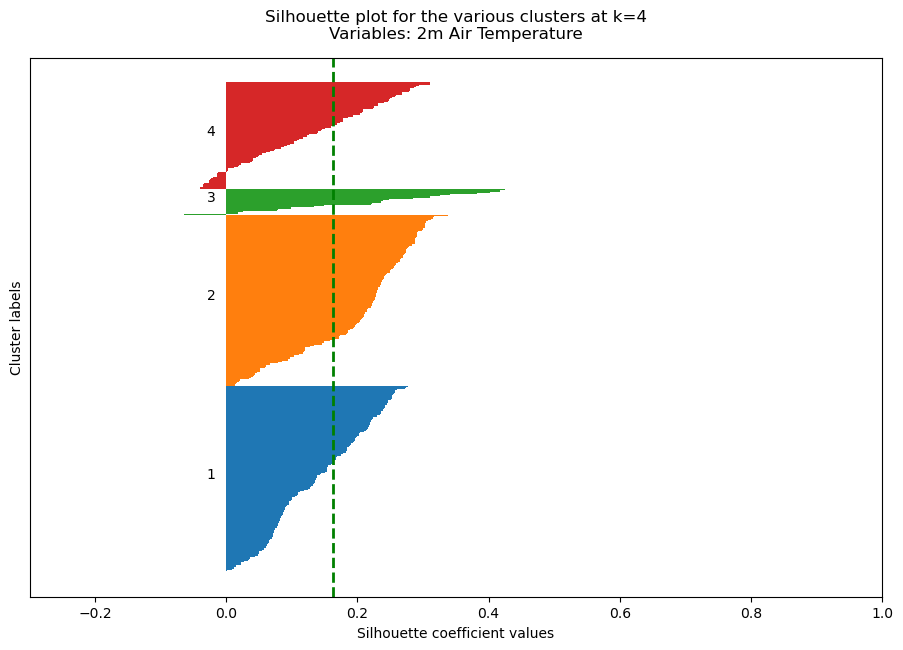 Silhouette plot for the various clusters at k=4
Variables: 2m Air Temperature
4
3
2
1
Cluster labels
−0.2
0.0
0.2
0.4
0.6
0.8
1.0
Silhouette coefficient values